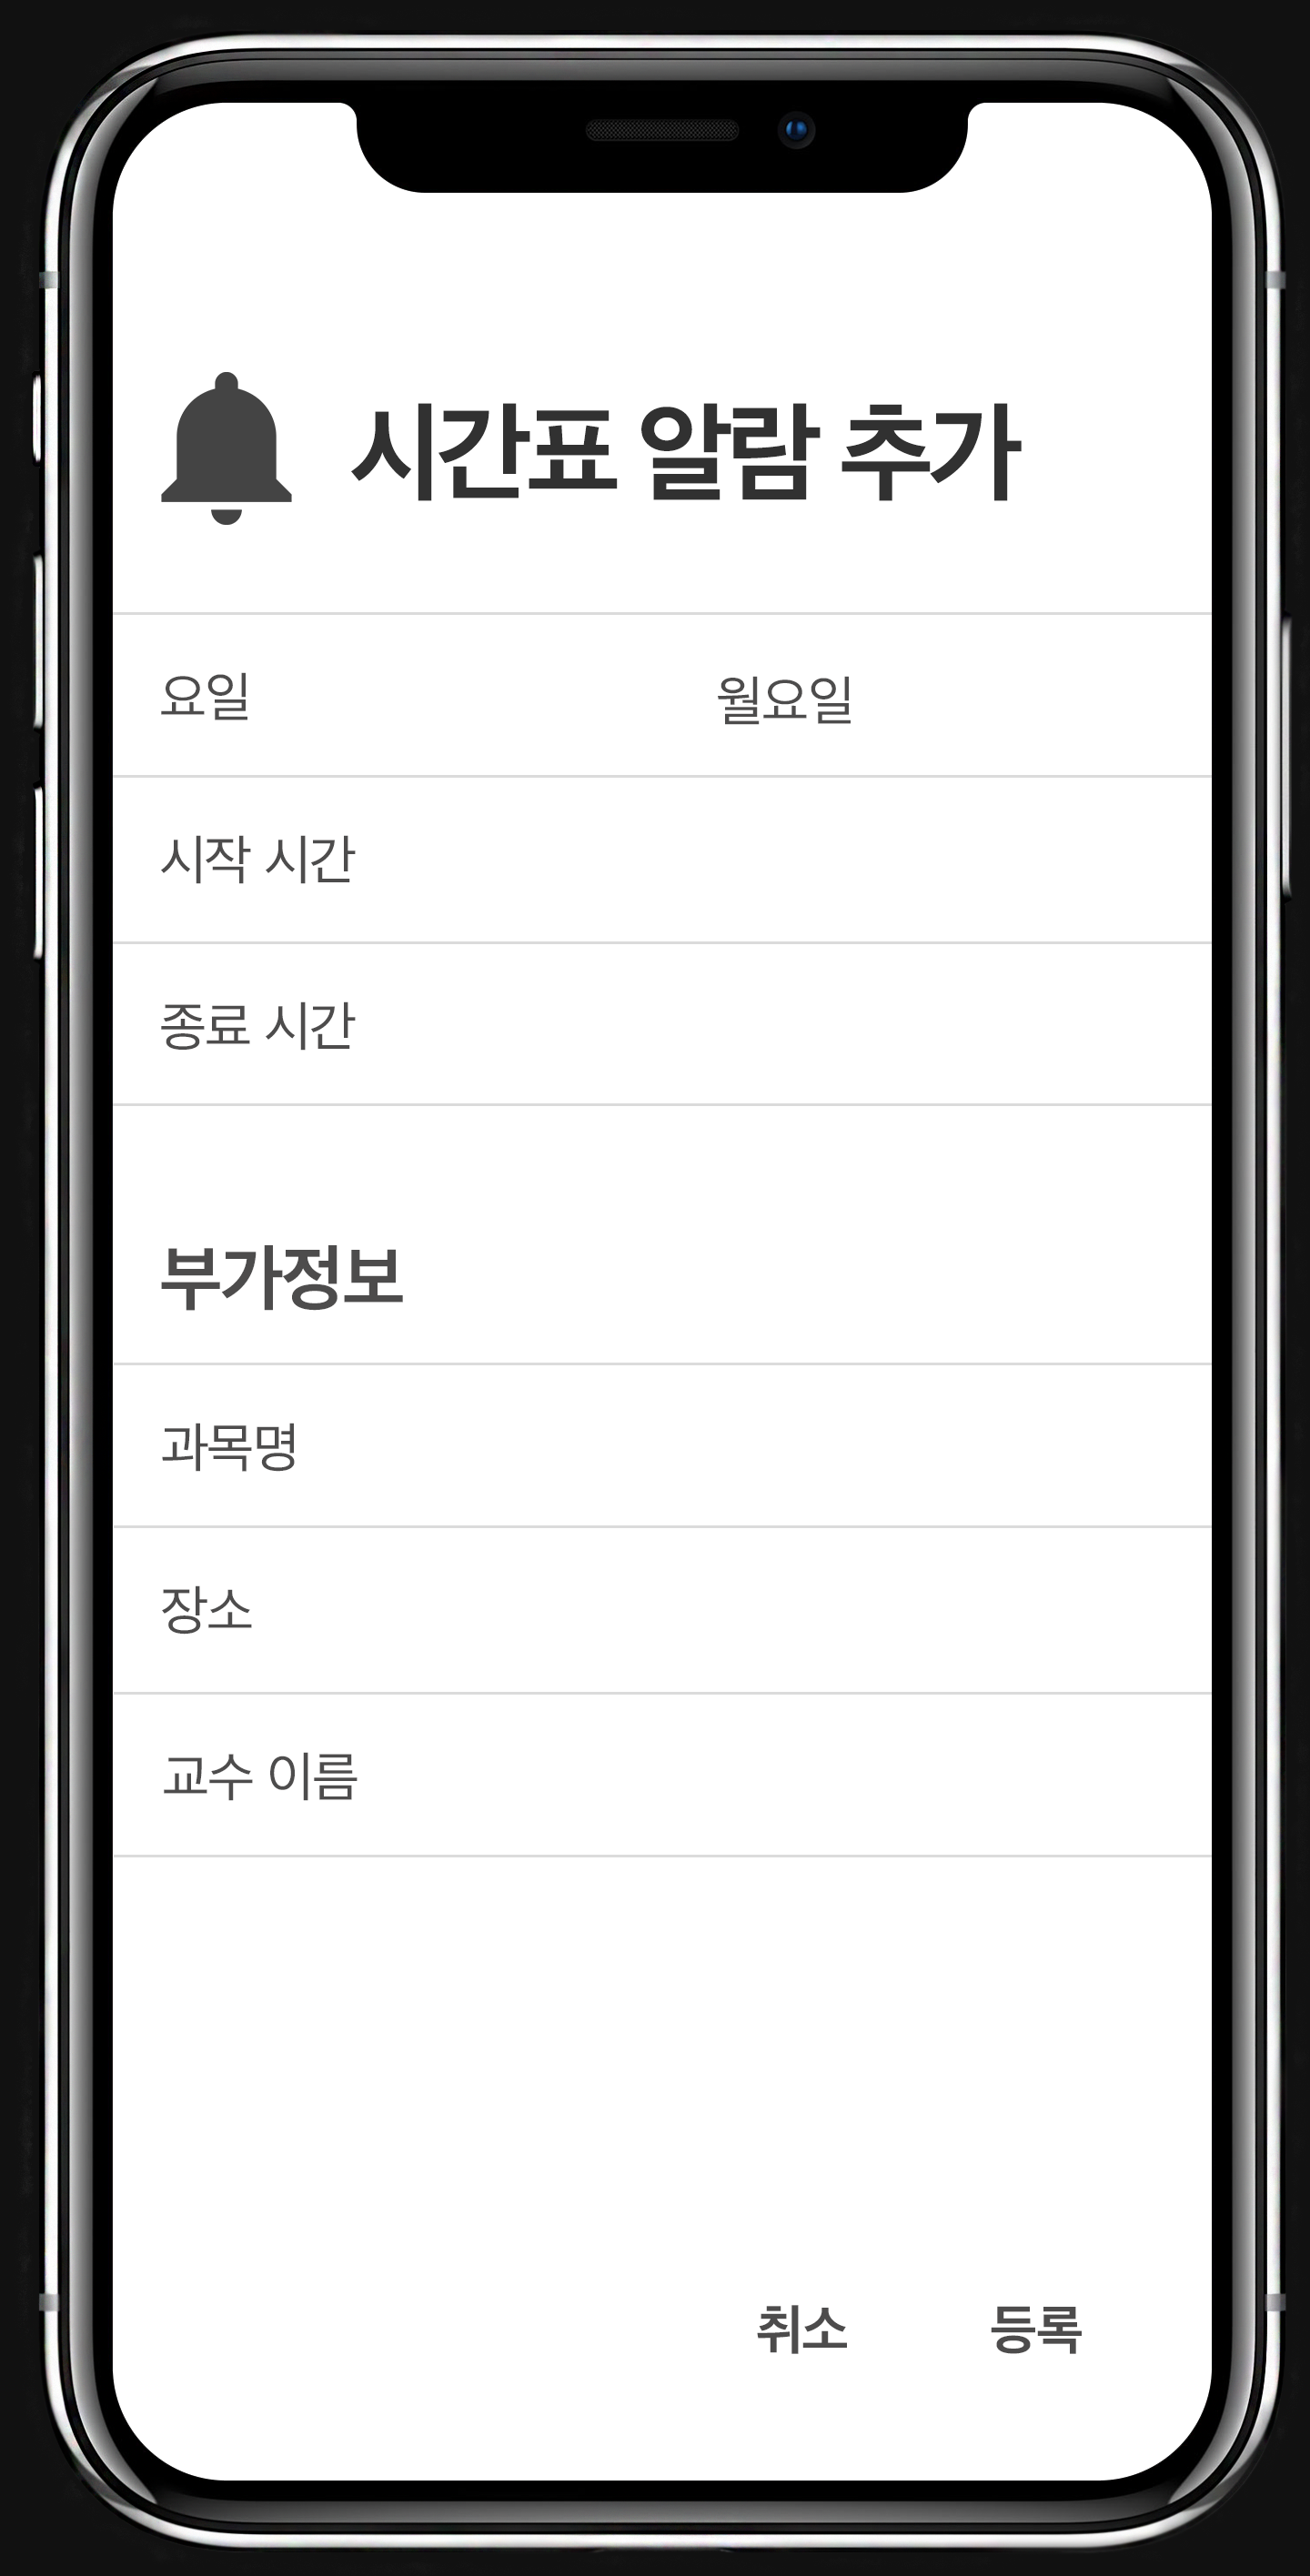 시간표 알람 추가
요일 월요일
시작 시간
종료 시간
부가정보
과목명
장소
교수 이름
취소 등록